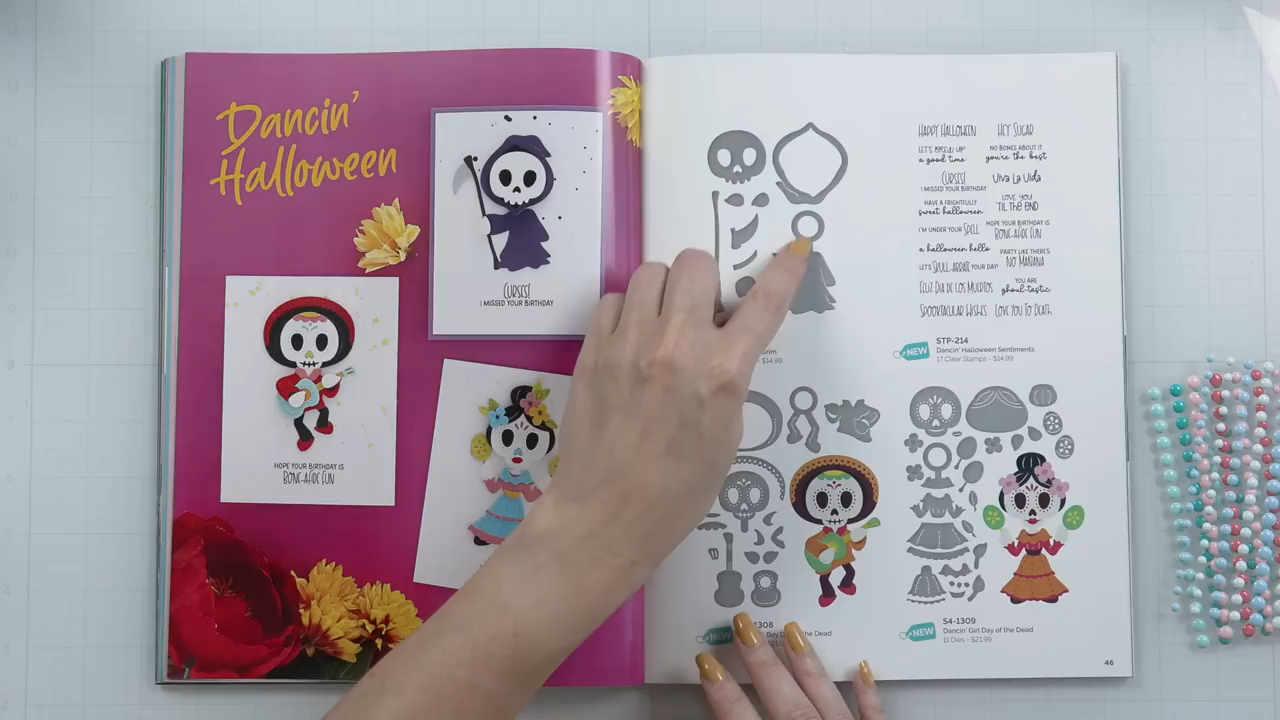 Dancin'
Halloween
CURSES!
I MISSED YOUR BIRTHDAY
HOPE YOUR BIRTHDAY IS
BONE-AFIDE FUN
HAPPY HALLOWEEN
HEY SUGAR
a good time
NO BONES ABOUT IT
you're the best
CURSES!
I MISSED YOUR BIRTHDAY
VIVA LA VIDA
HAVE A FRIGHTFULLY
sweet halloween
LOVE YOU
'TIL THE END
I'M UNDER YOUR SPELL
HOPE YOUR BIRTHDAY IS
BONE-AFIDE FUN
a halloween hello
PARTY LIKE THERE'S
NO MAÑANA
LET'S SKULL-ABRATE YOUR DAY!
YOU ARE
ghoul-tastic
FELIZ DIA DE LOS MUERTOS
SPOOKTACULAR WISHES
LOVE YOU TO DEATH
- $14.99
NEW
STP-214
Dancin' Halloween Sentiments
17 Clear Stamps - $14.99
NEW
308
Boy Day of the Dead
NEW
S4-1309
Dancin' Girl Day of the Dead
11 Dies - $21.99
46